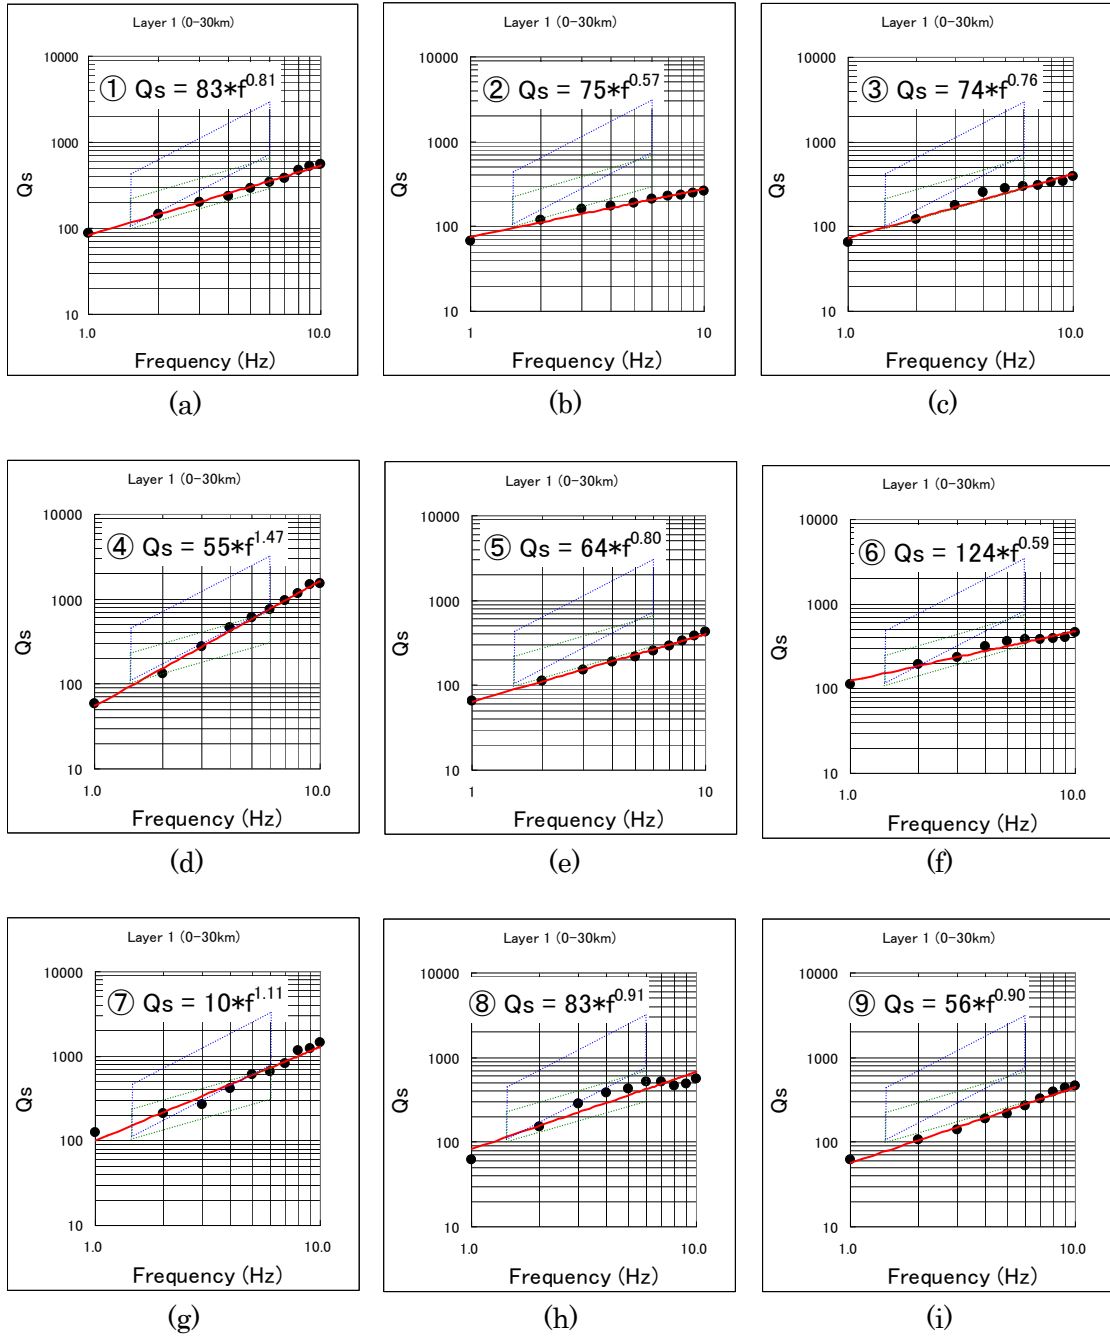 Layer 1 (0-30km)
10000
① Qs = 83*f^0.81
1000
Qs
100
10
1.0 10.0
Frequency (Hz)
(a)
Layer 1 (0-30km)
10000
② Qs = 75*f^0.57
1000
Qs
100
10
1 10
Frequency (Hz)
(b)
Layer 1 (0-30km)
10000
③ Qs = 74*f^0.76
1000
Qs
100
10
1.0 10.0
Frequency (Hz)
(c)
Layer 1 (0-30km)
10000
④ Qs = 55*f^1.47
1000
Qs
100
10
1.0 10.0
Frequency (Hz)
(d)
Layer 1 (0-30km)
10000
⑤ Qs = 64*f^0.80
1000
Qs
100
10
1 10
Frequency (Hz)
(e)
Layer 1 (0-30km)
10000
⑥ Qs = 124*f^0.59
1000
Qs
100
10
1.0 10.0
Frequency (Hz)
(f)
Layer 1 (0-30km)
10000
⑦ Qs = 10*f^1.11
1000
Qs
100
10
1.0 10.0
Frequency (Hz)
(g)
Layer 1 (0-30km)
10000
⑧ Qs = 83*f^0.91
1000
Qs
100
10
1.0 10.0
Frequency (Hz)
(h)
Layer 1 (0-30km)
10000
⑨ Qs = 56*f^0.90
1000
Qs
100
10
1.0 10.0
Frequency (Hz)
(i)